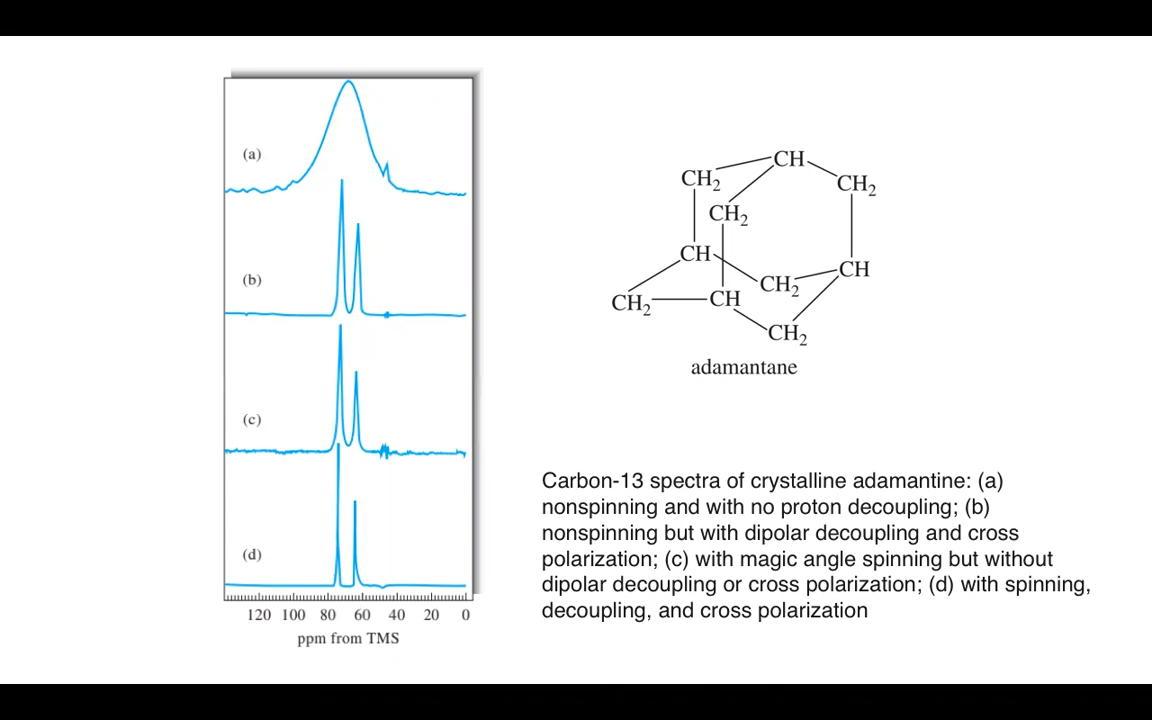 (a)
(b)
(c)
(d)
120 100 80 60 40 20 0
ppm from TMS
CH
CH₂
CH₂
CH₂
CH
CH
CH₂
CH₂
CH
CH₂
adamantane
Carbon-13 spectra of crystalline adamantine: (a)
nonspinning and with no proton decoupling; (b)
nonspinning but with dipolar decoupling and cross
polarization; (c) with magic angle spinning but without
dipolar decoupling or cross polarization; (d) with spinning,
decoupling, and cross polarization